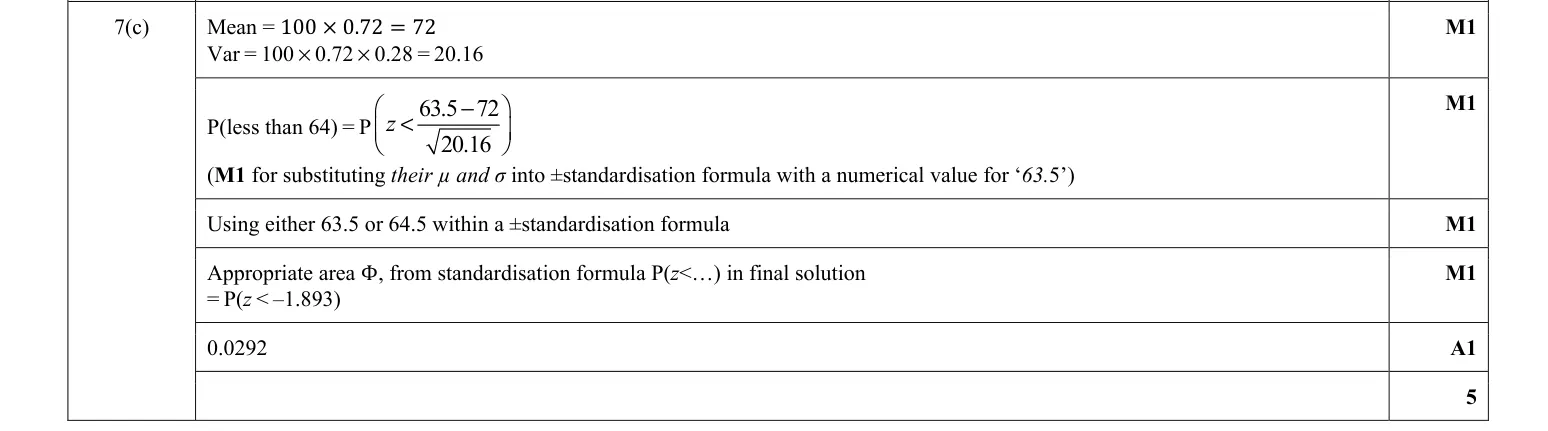 7(c)
Mean = 100 × 0.72 = 72
M1
Var = 100 × 0.72 × 0.28 = 20.16
P(less than 64) = P( z < (63.5 − 72) / √20.16 )
M1
(M1 for substituting their μ and σ into ±standardisation formula with a numerical value for ‘63.5’)
Using either 63.5 or 64.5 within a ±standardisation formula
M1
Appropriate area Φ, from standardisation formula P(z<…) in final solution
M1
= P(z < –1.893)
0.0292
A1
5